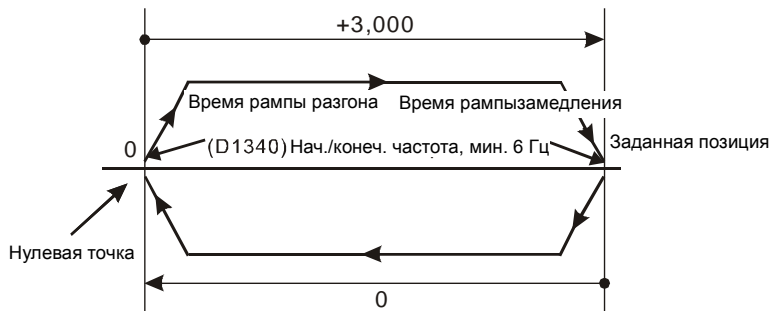 +3,000
Время рампы разгона
Время рампызамедления
0
(D1340) Нач./конеч. частота, мин. 6 Гц
Заданная позиция
Нулевая точка
0